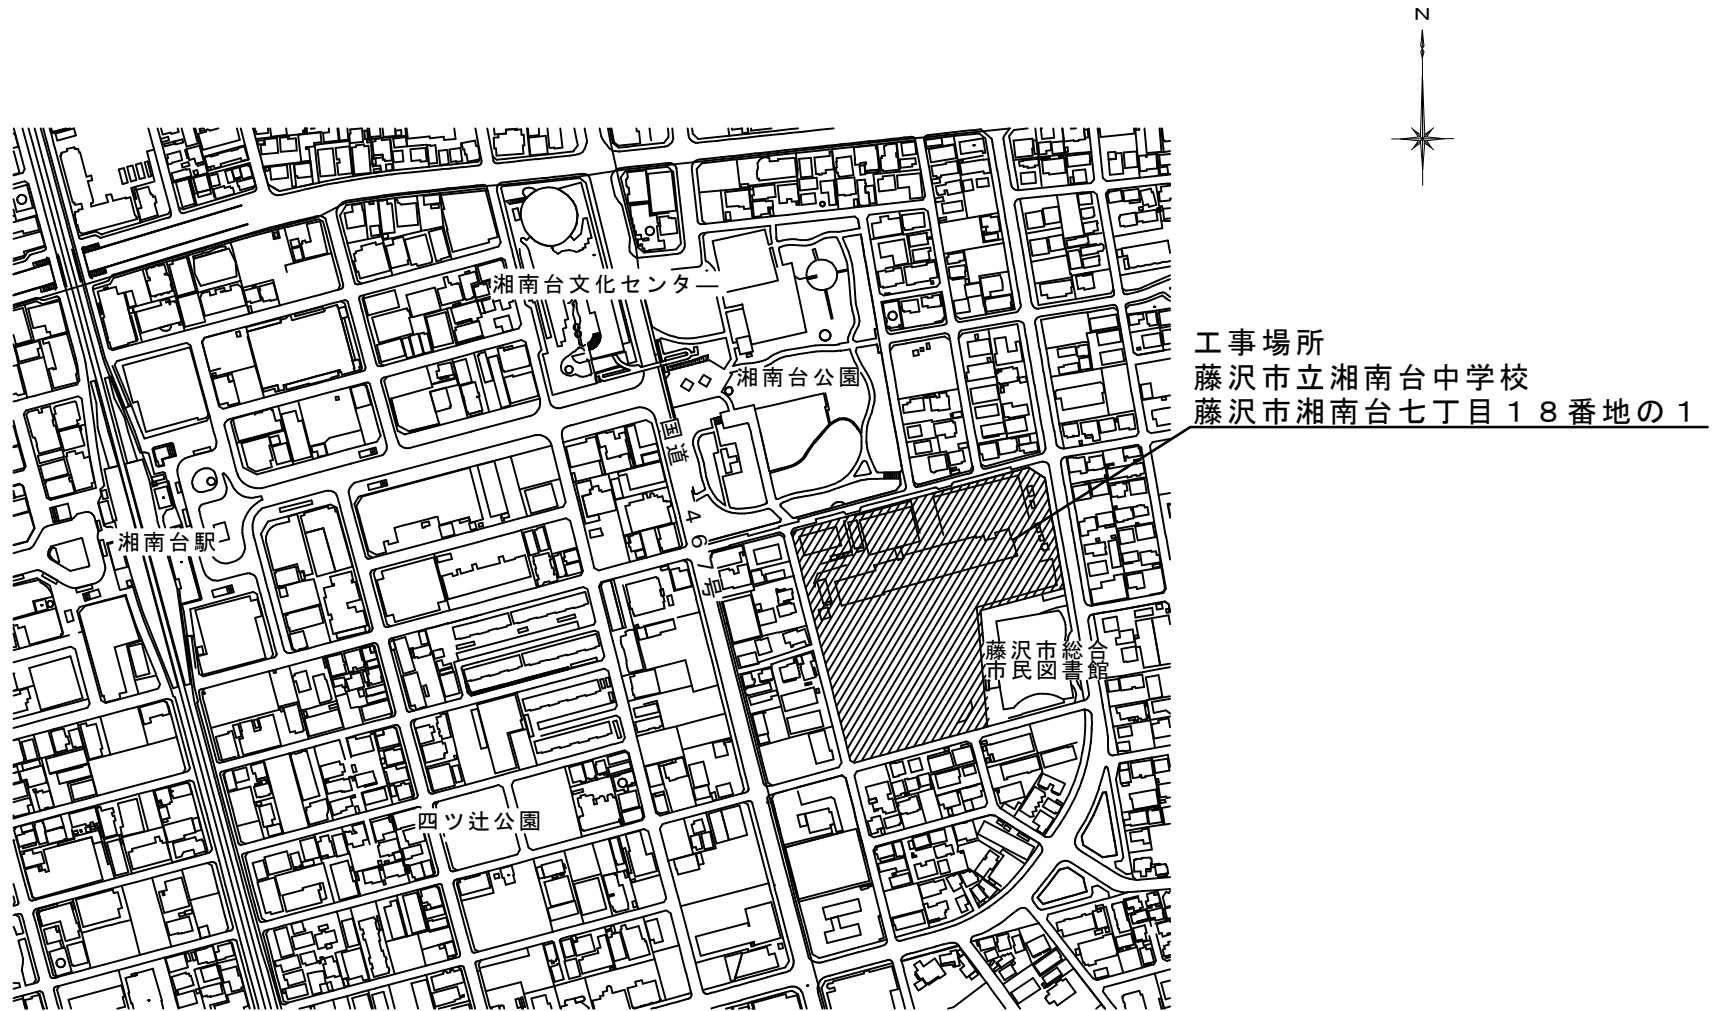 N
湘南台文化センター
湘南台公園
工事場所
藤沢市立湘南台中学校
藤沢市湘南台七丁目１８番地の１
国道　４６７号
湘南台駅
藤沢市総合
市民図書館
四ツ辻公園